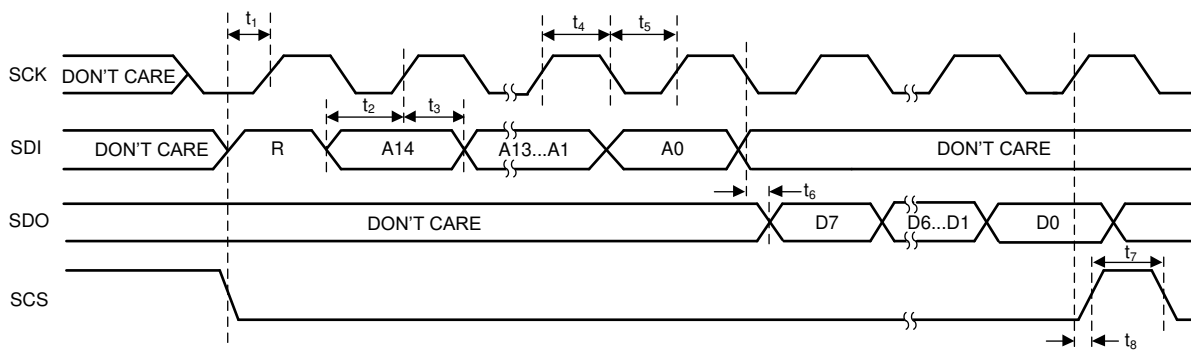 t1 t4 t5
SCK DON'T CARE
t2 t3
SDI DON'T CARE R A14 A13...A1 A0 DON'T CARE
t6
SDO DON'T CARE D7 D6...D1 D0
t7
SCS
t8